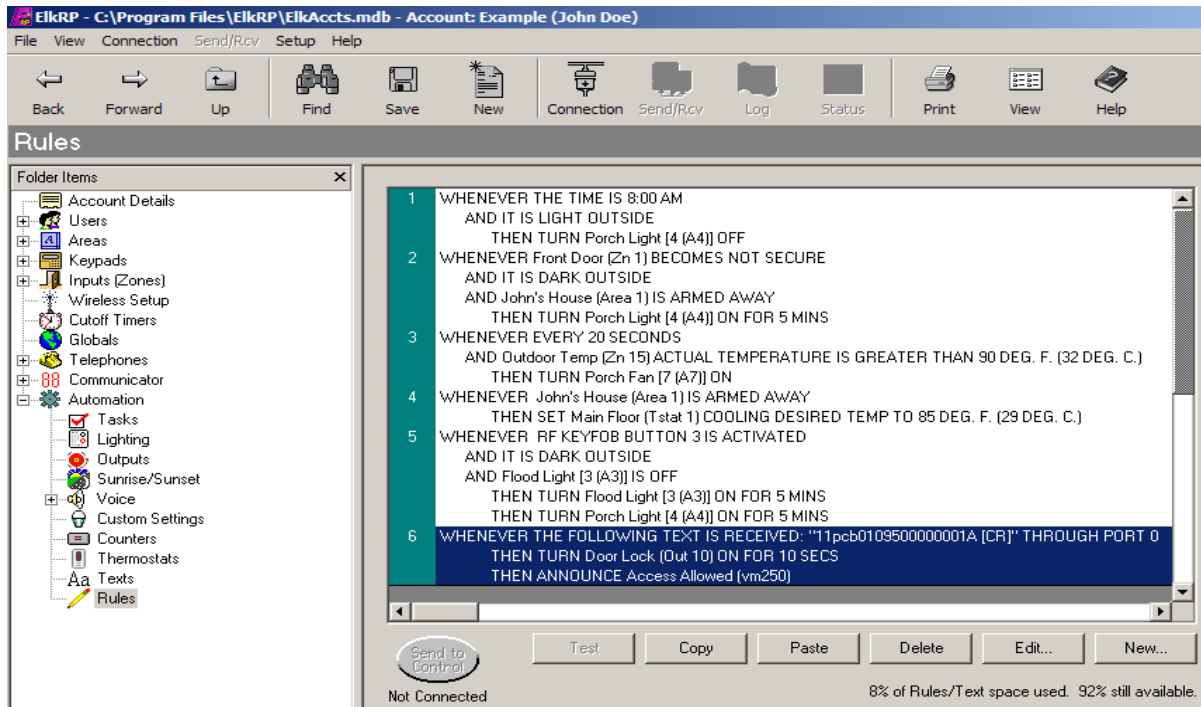 ElkRP - C:\Program Files\ElkRP\ElkAccts.mdb - Account: Example (John Doe)
File View Connection Send/Rcv Setup Help
Back Forward Up Find Save New Connection Send/Rcv Log Status Print View Help
Rules
Folder Items
Account Details
Users
Areas
Keypads
Inputs (Zones)
Wireless Setup
Cutoff Timers
Globals
Telephones
88 Communicator
Automation
Tasks
Lighting
Outputs
Sunrise/Sunset
Voice
Custom Settings
Counters
Thermostats
Aa Texts
Rules
1 WHENEVER THE TIME IS 8:00 AM
AND IT IS LIGHT OUTSIDE
THEN TURN Porch Light [4 (A4)] OFF
2 WHENEVER Front Door (Zn 1) BECOMES NOT SECURE
AND IT IS DARK OUTSIDE
AND John's House (Area 1) IS ARMED AWAY
THEN TURN Porch Light [4 (A4)] ON FOR 5 MINS
3 WHENEVER EVERY 20 SECONDS
AND Outdoor Temp (Zn 15) ACTUAL TEMPERATURE IS GREATER THAN 90 DEG. F. (32 DEG. C.)
THEN TURN Porch Fan [7 (A7)] ON
4 WHENEVER John's House (Area 1) IS ARMED AWAY
THEN SET Main Floor (Tstat 1) COOLING DESIRED TEMP TO 85 DEG. F. (29 DEG. C.)
5 WHENEVER RF KEYFOB BUTTON 3 IS ACTIVATED
AND IT IS DARK OUTSIDE
AND Flood Light [3 (A3)] IS OFF
THEN TURN Flood Light [3 (A3)] ON FOR 5 MINS
THEN TURN Porch Light [4 (A4)] ON FOR 5 MINS
6 WHENEVER THE FOLLOWING TEXT IS RECEIVED: "11pcb0109500000001A [CR]" THROUGH PORT 0
THEN TURN Door Lock (Out 10) ON FOR 10 SECS
THEN ANNOUNCE Access Allowed (vm250)
Send to Control
Test Copy Paste Delete Edit... New...
Not Connected
8% of Rules/Text space used. 92% still available.